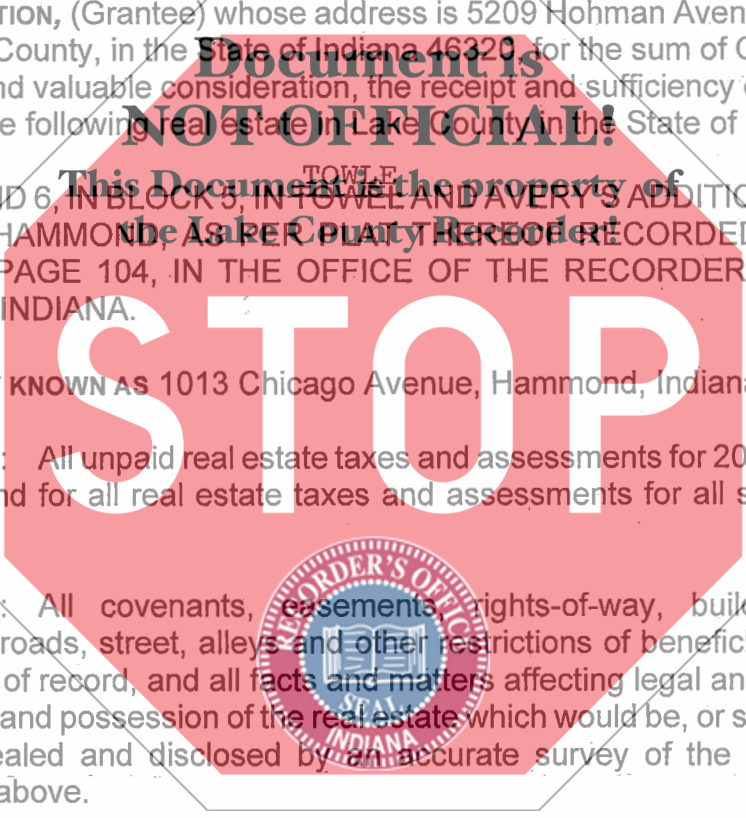 TION, (Grantee) whose address is 5209 Hohman Aven
County, in the State of Indiana 46320, for the sum of
Document is
nd valuable consideration, the receipt and sufficiency
NOT OFFICIAL!
e following real estate in Lake County in the State of
TOWLE
This Document is the property of
ND 6, IN BLOCK 5, IN TOWEL AND AVERY'S ADDITIO
the Lake County Recorder!
HAMMOND, AS PER PLAT THEREOF RECORDED
PAGE 104, IN THE OFFICE OF THE RECORDER
INDIANA.
STOP
KNOWN AS 1013 Chicago Avenue, Hammond, Indiana
: All unpaid real estate taxes and assessments for 20
nd for all real estate taxes and assessments for all s
: All covenants, easements, rights-of-way, buil
roads, street, alleys and other restrictions of benefic
of record, and all facts and matters affecting legal an
and possession of the real estate which would be, or s
ealed and disclosed by an accurate survey of the
above.
RECORDER'S OFFICE
SEAL
INDIANA